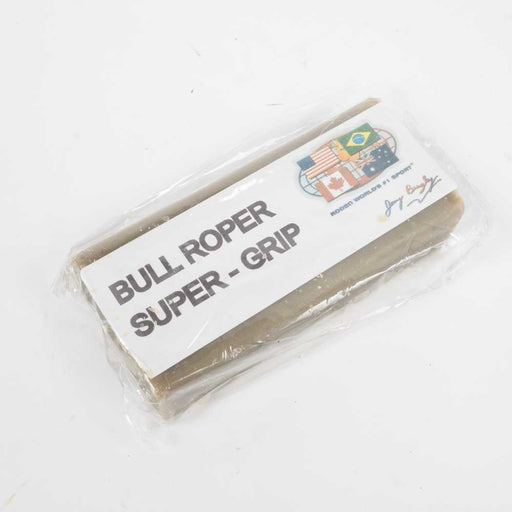 BULL ROPER
SUPER - GRIP
RODEO WORLD'S #1 SPORT